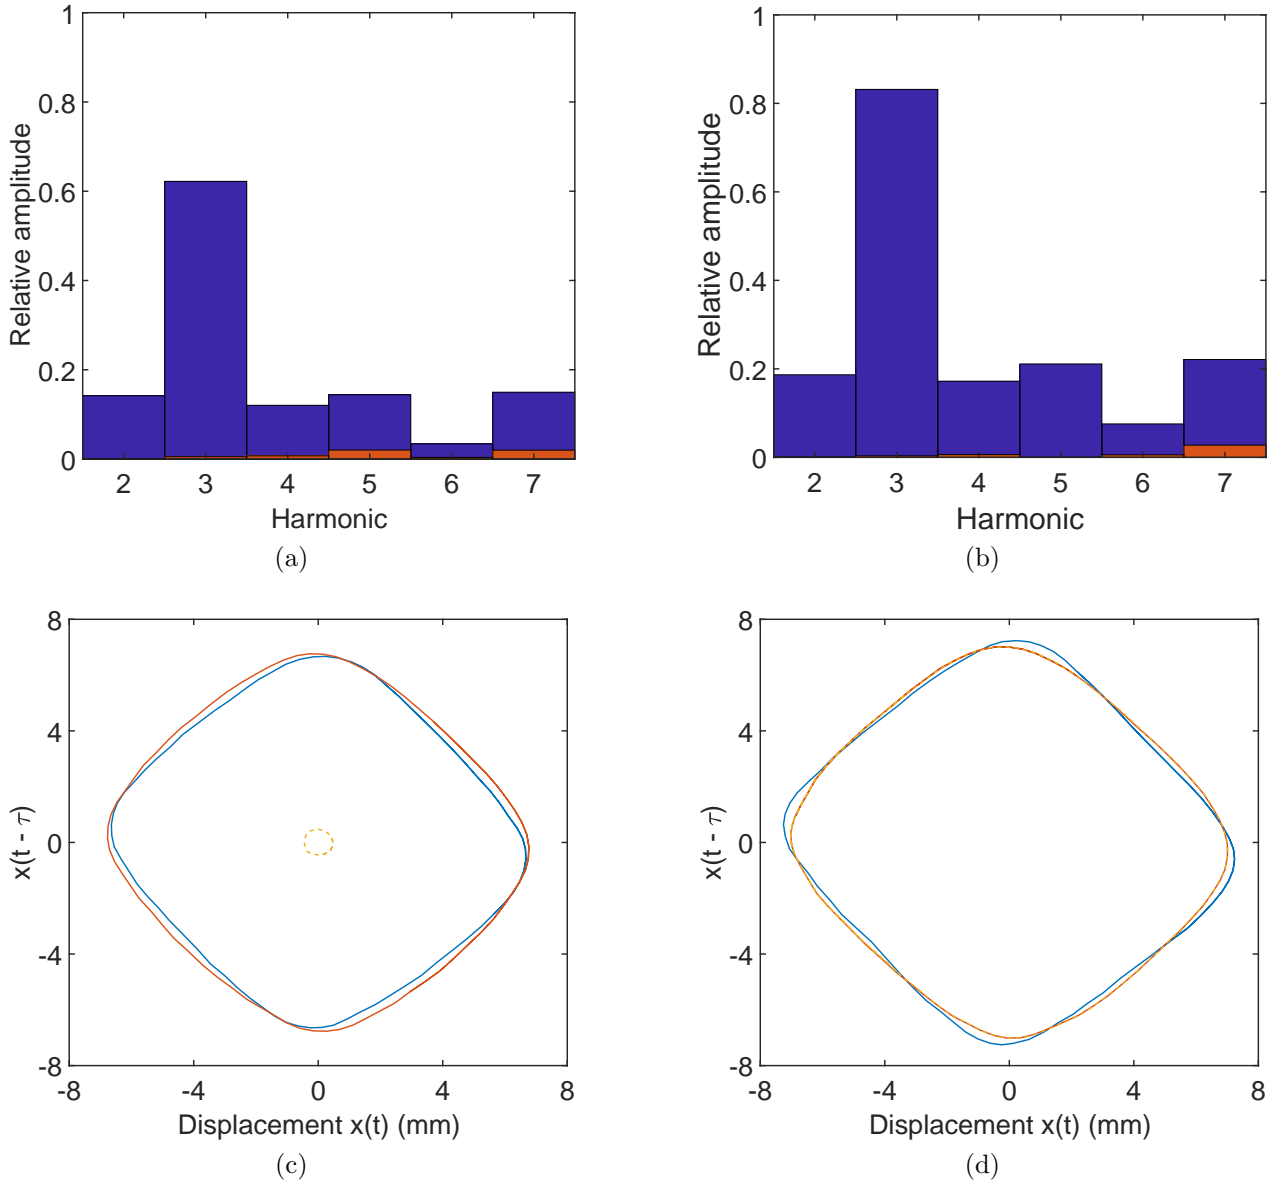 1
0.8
0.6
0.4
0.2
0
Relative amplitude
2 3 4 5 6 7
Harmonic
(a)
1
0.8
0.6
0.4
0.2
0
Relative amplitude
2 3 4 5 6 7
Harmonic
(b)
8
4
0
-4
-8
x(t - τ)
-8 -4 0 4 8
Displacement x(t) (mm)
(c)
8
4
0
-4
-8
x(t - τ)
-8 -4 0 4 8
Displacement x(t) (mm)
(d)